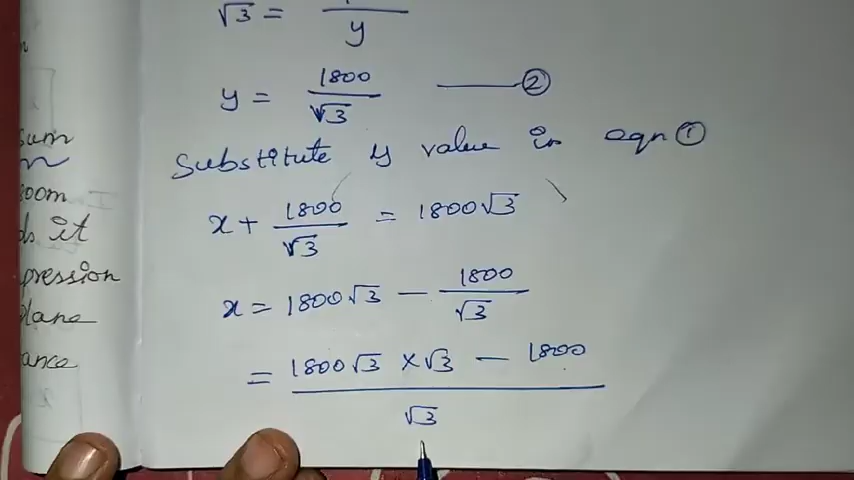 √3 = y
y = 1800/√3 ——— ②
Substitute y value in eqn ①
x + 1800/√3 = 1800√3
x = 1800√3 - 1800/√3
= (1800√3 × √3 - 1800)/√3
sum
00m
it
pression
plane
ance